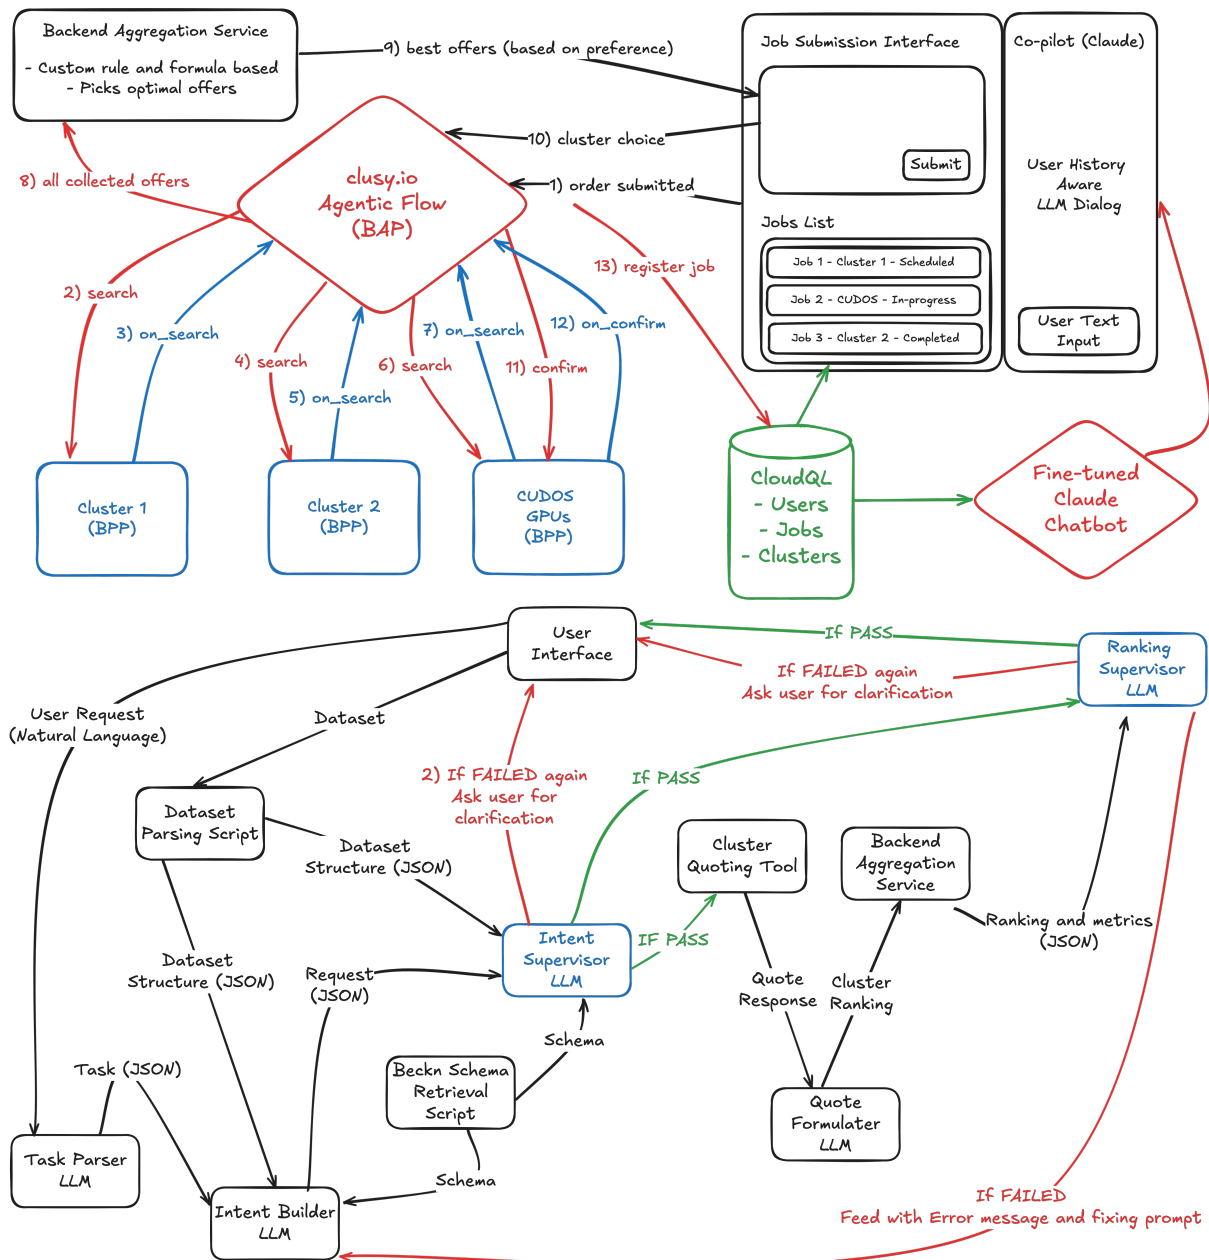 Backend Aggregation Service
- Custom rule and formula based
- Picks optimal offers
9) best offers (based on preference)
Job Submission Interface
Submit
Jobs List
Job 1 - Cluster 1 - Scheduled
Job 2 - CUDOS - In-progress
Job 3 - Cluster 2 - Completed
Co-pilot (Claude)
User History
Aware
LLM Dialog
User Text
Input
10) cluster choice
1) order submitted
8) all collected offers
clusy.io
Agentic Flow
(BAP)
13) register job
2) search
3) on_search
4) search
5) on_search
6) search
7) on_search
11) confirm
12) on_confirm
Cluster 1
(BPP)
Cluster 2
(BPP)
CUDOS
GPUs
(BPP)
CloudQL
- Users
- Jobs
- Clusters
Fine-tuned
Claude
Chatbot
User
Interface
If PASS
If FAILED again
Ask user for clarification
Ranking
Supervisor
LLM
User Request
(Natural Language)
Dataset
2) If FAILED again
Ask user for
clarification
If PASS
Dataset
Parsing Script
Dataset
Structure (JSON)
Cluster
Quoting Tool
Backend
Aggregation
Service
Ranking and metrics
(JSON)
Intent
Supervisor
LLM
IF PASS
Dataset
Structure (JSON)
Request
(JSON)
Quote
Response
Cluster
Ranking
Schema
Beckn Schema
Retrieval
Script
Task (JSON)
Quote
Formulater
LLM
Task Parser
LLM
Schema
Intent Builder
LLM
If FAILED
Feed with Error message and fixing prompt